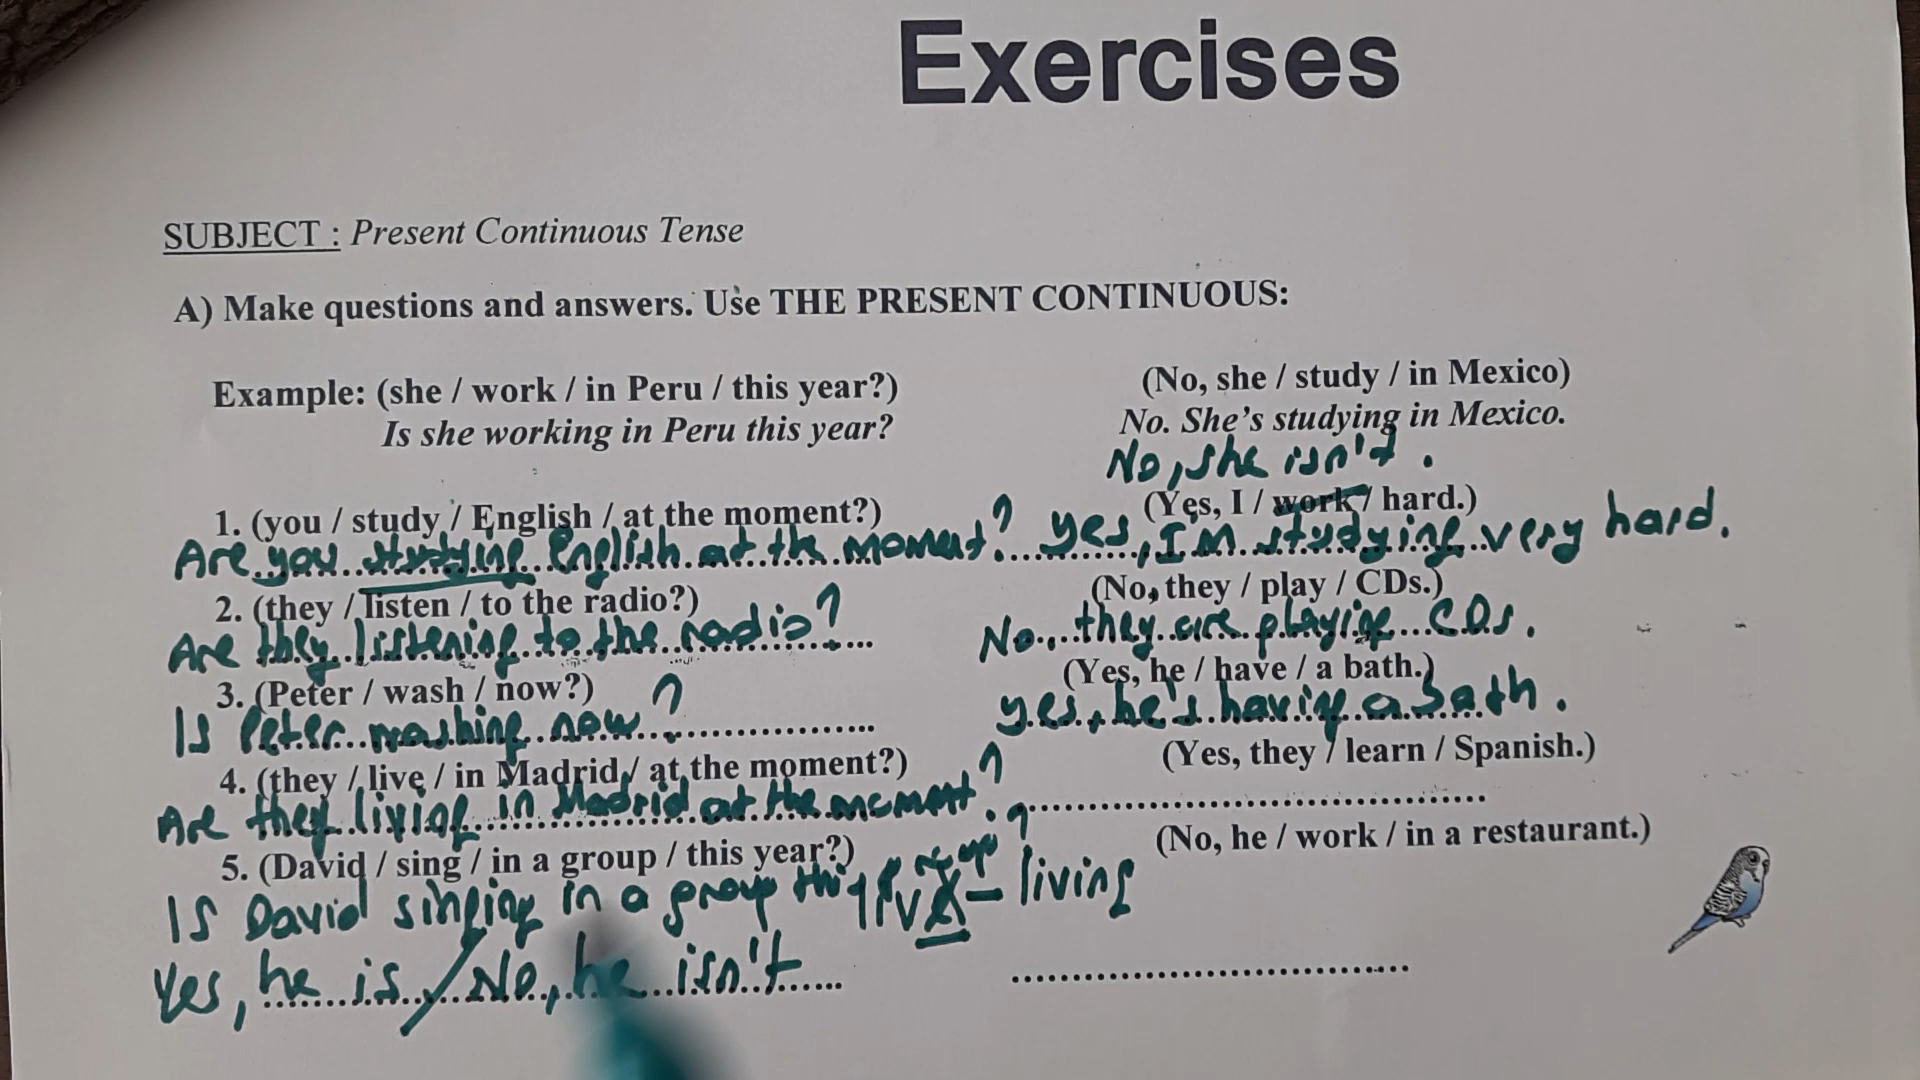 Exercises
SUBJECT : Present Continuous Tense
A) Make questions and answers. Use THE PRESENT CONTINUOUS:
Example: (she / work / in Peru / this year?) (No, she / study / in Mexico)
Is she working in Peru this year? No. She's studying in Mexico.
No, she isn't.
1. (you / study / English / at the moment?) (Yes, I / work / hard.)
Are you studying English at the moment? yes, I'm studying very hard.
2. (they / listen / to the radio?) (No, they / play / CDs.)
Are they listening to the radio? No. they are playing CDs.
3. (Peter / wash / now?) (Yes, he / have / a bath.)
Is Peter washing now? yes, he's having a bath.
4. (they / live / in Madrid / at the moment?) (Yes, they / learn / Spanish.)
Are they living in Madrid at the moment?
5. (David / sing / in a group / this year?) (No, he / work / in a restaurant.)
Is David singing in a group this living
Yes, he is / No, he isn't